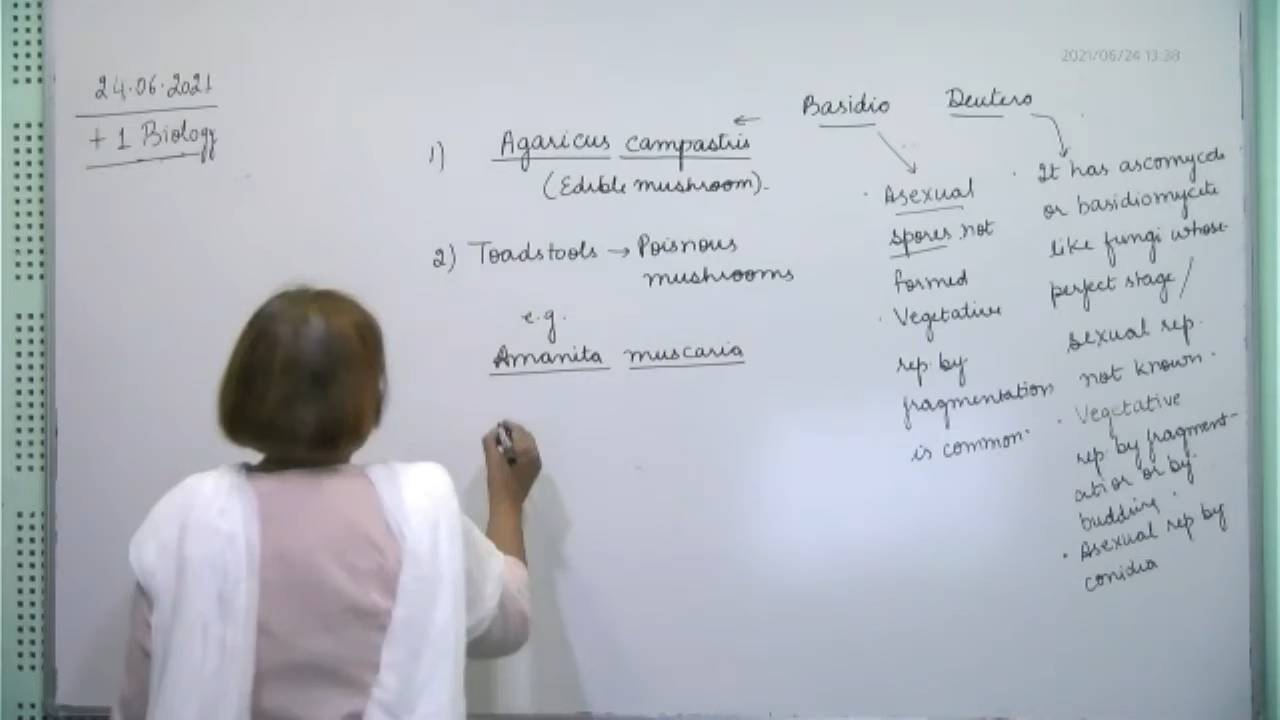 2021/06/24 13:38
24.06.2021
+ 1 Biology
1) Agaricus campastris
(Edible mushroom).
2) Toadstools → Poisnous
mushrooms
e.g.
Amanita muscaria
Basidio
· Asexual
spores not
formed
· Vegetative
rep. by
fragmentation
is common.
Deutero
· It has ascomycete
or basidiomycete
like fungi whose
perfect stage /
sexual rep.
not known.
· Vegetative
rep by fragment-
ation or by
budding.
· Asexual rep by
conidia